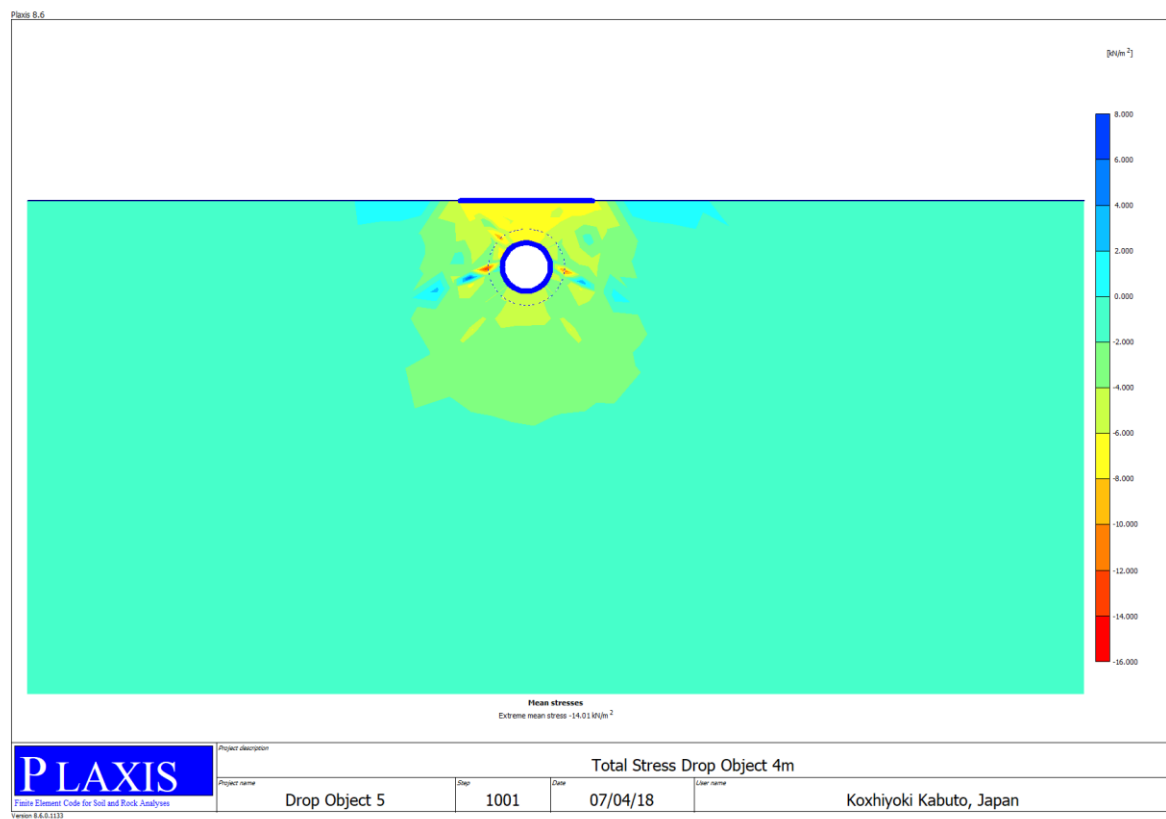 Plaxis 8.6
[kN/m 2]
8.000
6.000
4.000
2.000
0.000
-2.000
-4.000
-6.000
-8.000
-10.000
-12.000
-14.000
-16.000
Mean stresses
Extreme mean stress -14.01 kN/m 2
PLAXIS
Finite Element Code for Soil and Rock Analyses
Version 8.6.0.1133
Project description
Total Stress Drop Object 4m
Project name
Drop Object 5
Step
1001
Date
07/04/18
User name
Koxhiyoki Kabuto, Japan